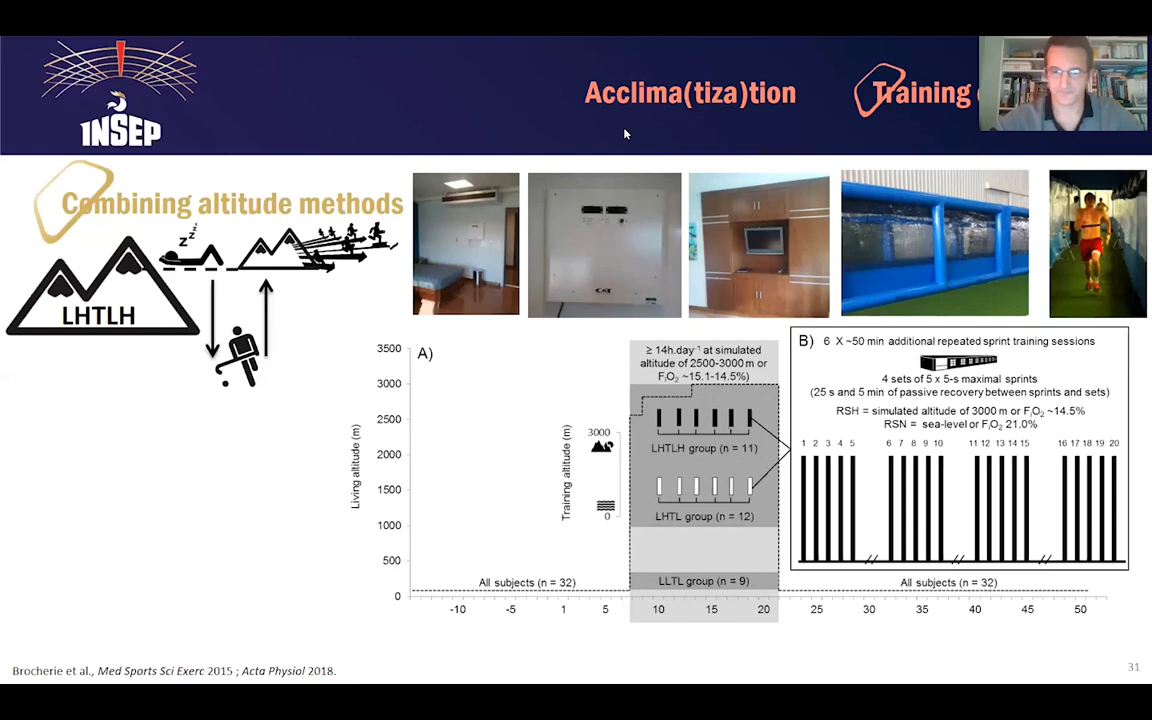 INSEP
Acclima(tiza)tion
Training
Combining altitude methods
z z z
LHTLH
CAT
A)
Living altitude (m)
3500
3000
2500
2000
1500
1000
500
0
≥ 14h.day⁻¹ at simulated
altitude of 2500-3000 m or
FᵢO₂ ~15.1-14.5%)
Training altitude (m)
3000
0
LHTLH group (n = 11)
LHTL group (n = 12)
LLTL group (n = 9)
All subjects (n = 32)
All subjects (n = 32)
-10 -5 1 5 10 15 20 25 30 35 40 45 50
B) 6 X ~50 min additional repeated sprint training sessions
4 sets of 5 x 5-s maximal sprints
(25 s and 5 min of passive recovery between sprints and sets)
RSH = simulated altitude of 3000 m or FᵢO₂ ~14.5%
RSN = sea-level or FᵢO₂ 21.0%
1 2 3 4 5 6 7 8 9 10 11 12 13 14 15 16 17 18 19 20
Brocherie et al., Med Sports Sci Exerc 2015 ; Acta Physiol 2018.
31